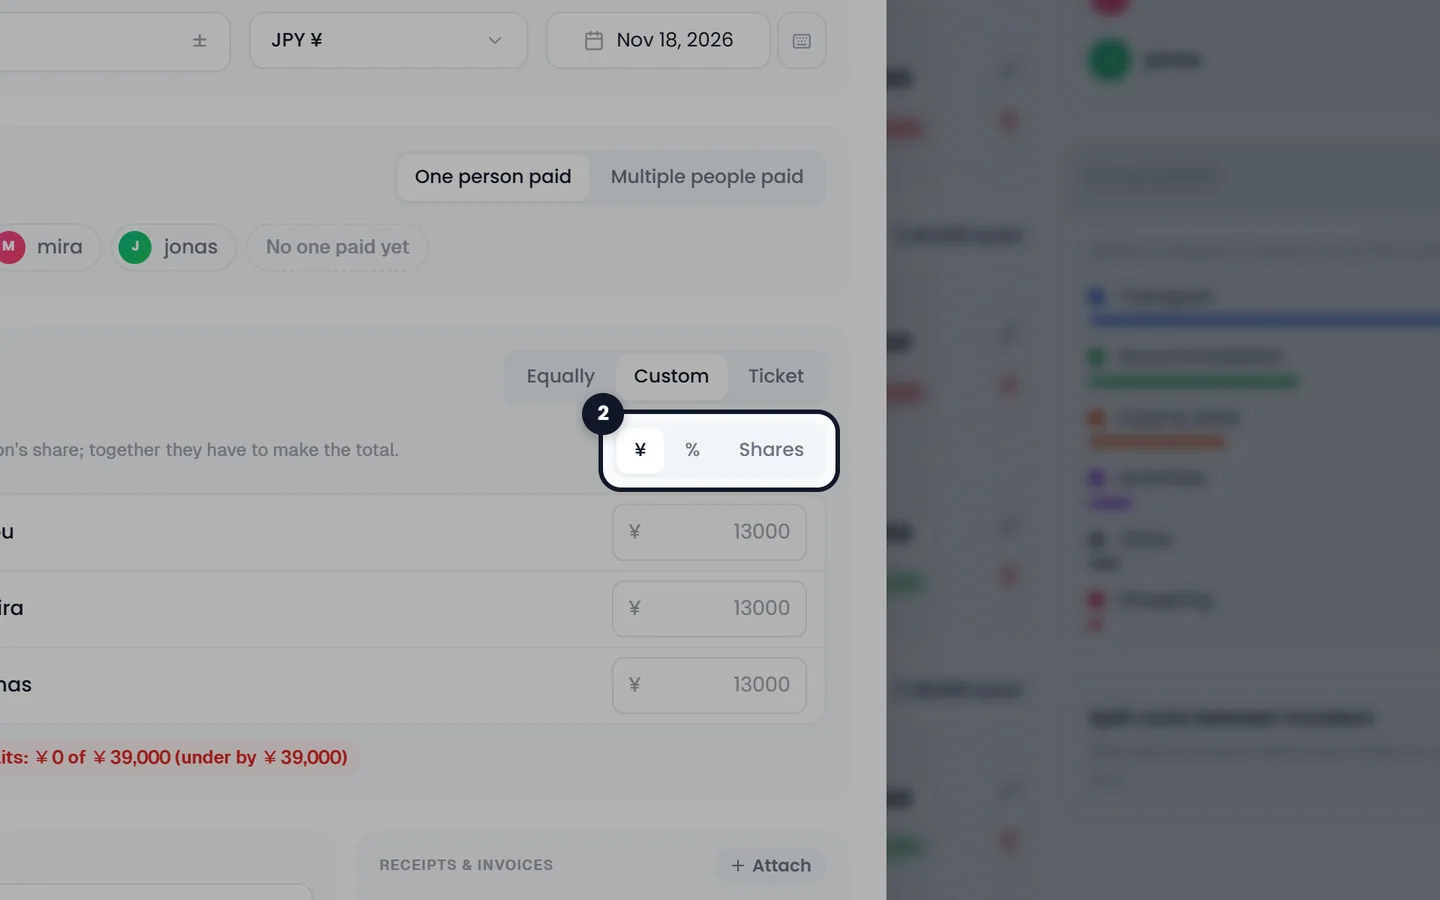 ± JPY ¥ Nov 18, 2026
One person paid Multiple people paid
M mira J jonas No one paid yet
Equally Custom Ticket
2
on's share; together they have to make the total. ¥ % Shares
ou ¥ 13000
ira ¥ 13000
nas ¥ 13000
its: ¥ 0 of ¥ 39,000 (under by ¥ 39,000)
RECEIPTS & INVOICES + Attach